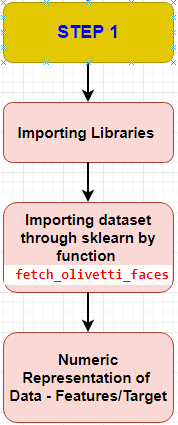 STEP 1
Importing Libraries
Importing dataset
through sklearn by
function
fetch_olivetti_faces
Numeric
Representation of
Data - Features/Target